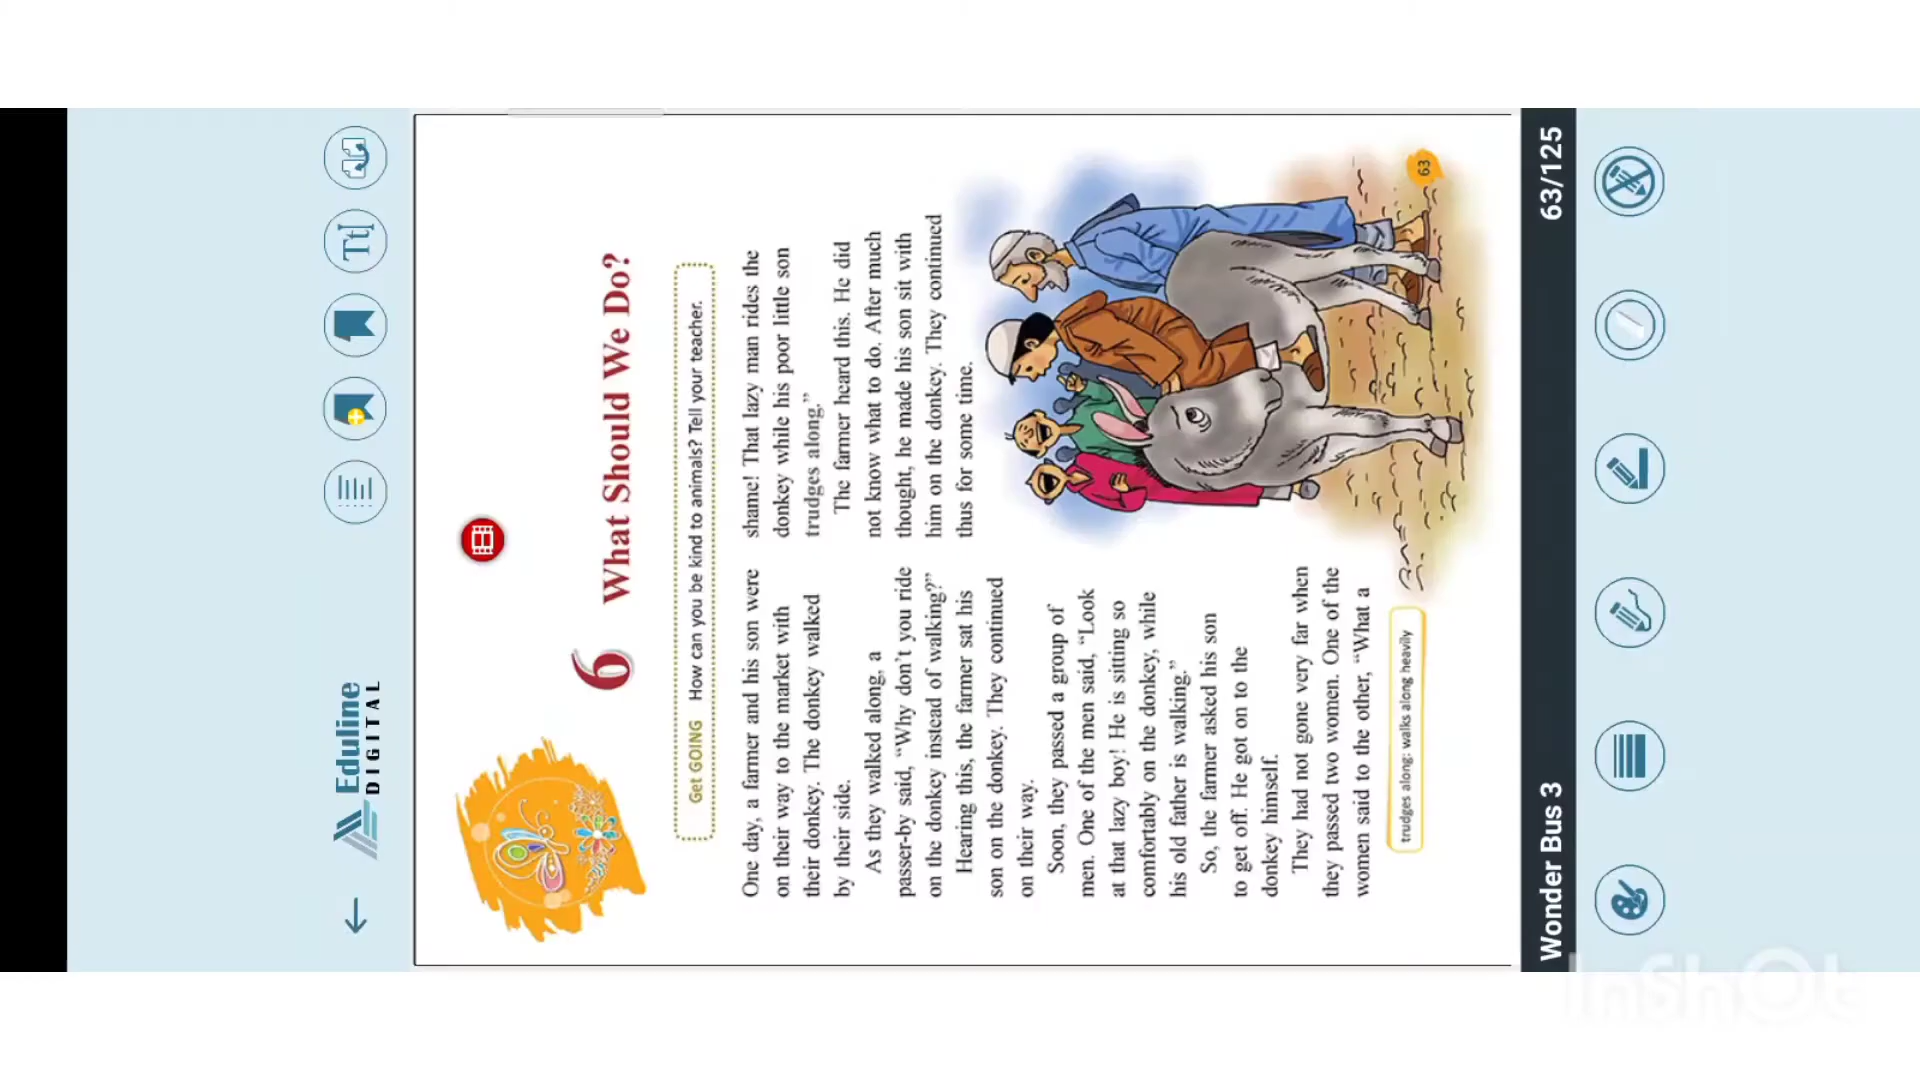 Eduline
DIGITAL
6 What Should We Do?
Get GOING How can you be kind to animals? Tell your teacher.
One day, a farmer and his son were
on their way to the market with
their donkey. The donkey walked
by their side.
As they walked along, a
passer-by said, “Why don’t you ride
on the donkey instead of walking?”
Hearing this, the farmer sat his
son on the donkey. They continued
on their way.
Soon, they passed a group of
men. One of the men said, “Look
at that lazy boy! He is sitting so
comfortably on the donkey, while
his old father is walking.”
So, the farmer asked his son
to get off. He got on to the
donkey himself.
They had not gone very far when
they passed two women. One of the
women said to the other, “What a
shame! That lazy man rides the
donkey while his poor little son
trudges along.”
The farmer heard this. He did
not know what to do. After much
thought, he made his son sit with
him on the donkey. They continued
thus for some time.
trudges along: walks along heavily
63
Wonder Bus 3
63/125
Tt
InShOt